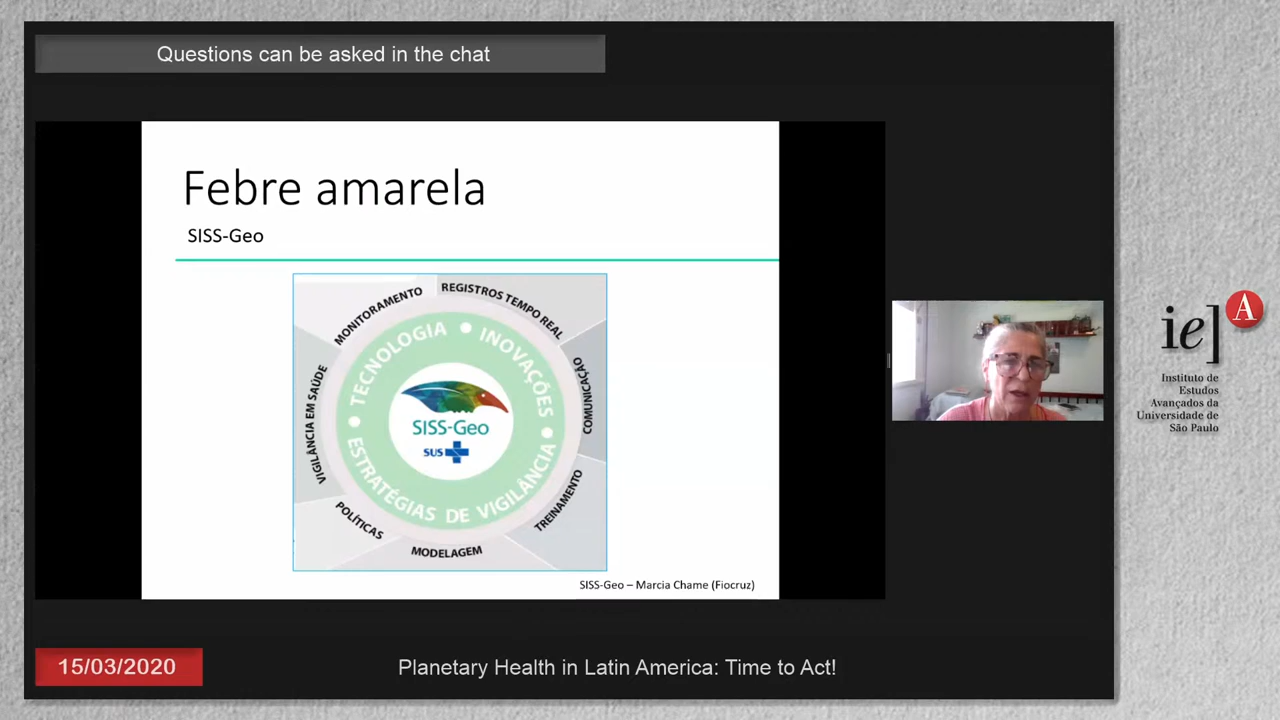 Questions can be asked in the chat
Febre amarela
SISS-Geo
MONITORAMENTO
REGISTROS TEMPO REAL
COMUNICAÇÃO
TREINAMENTO
MODELAGEM
POLÍTICAS
VIGILÂNCIA EM SAÚDE
TECNOLOGIA • INOVAÇÕES •
ESTRATÉGIAS DE VIGILÂNCIA •
SISS-Geo
SUS
SISS-Geo – Marcia Chame (Fiocruz)
iea
Instituto de
Estudos
Avançados da
Universidade de
São Paulo
15/03/2020
Planetary Health in Latin America: Time to Act!